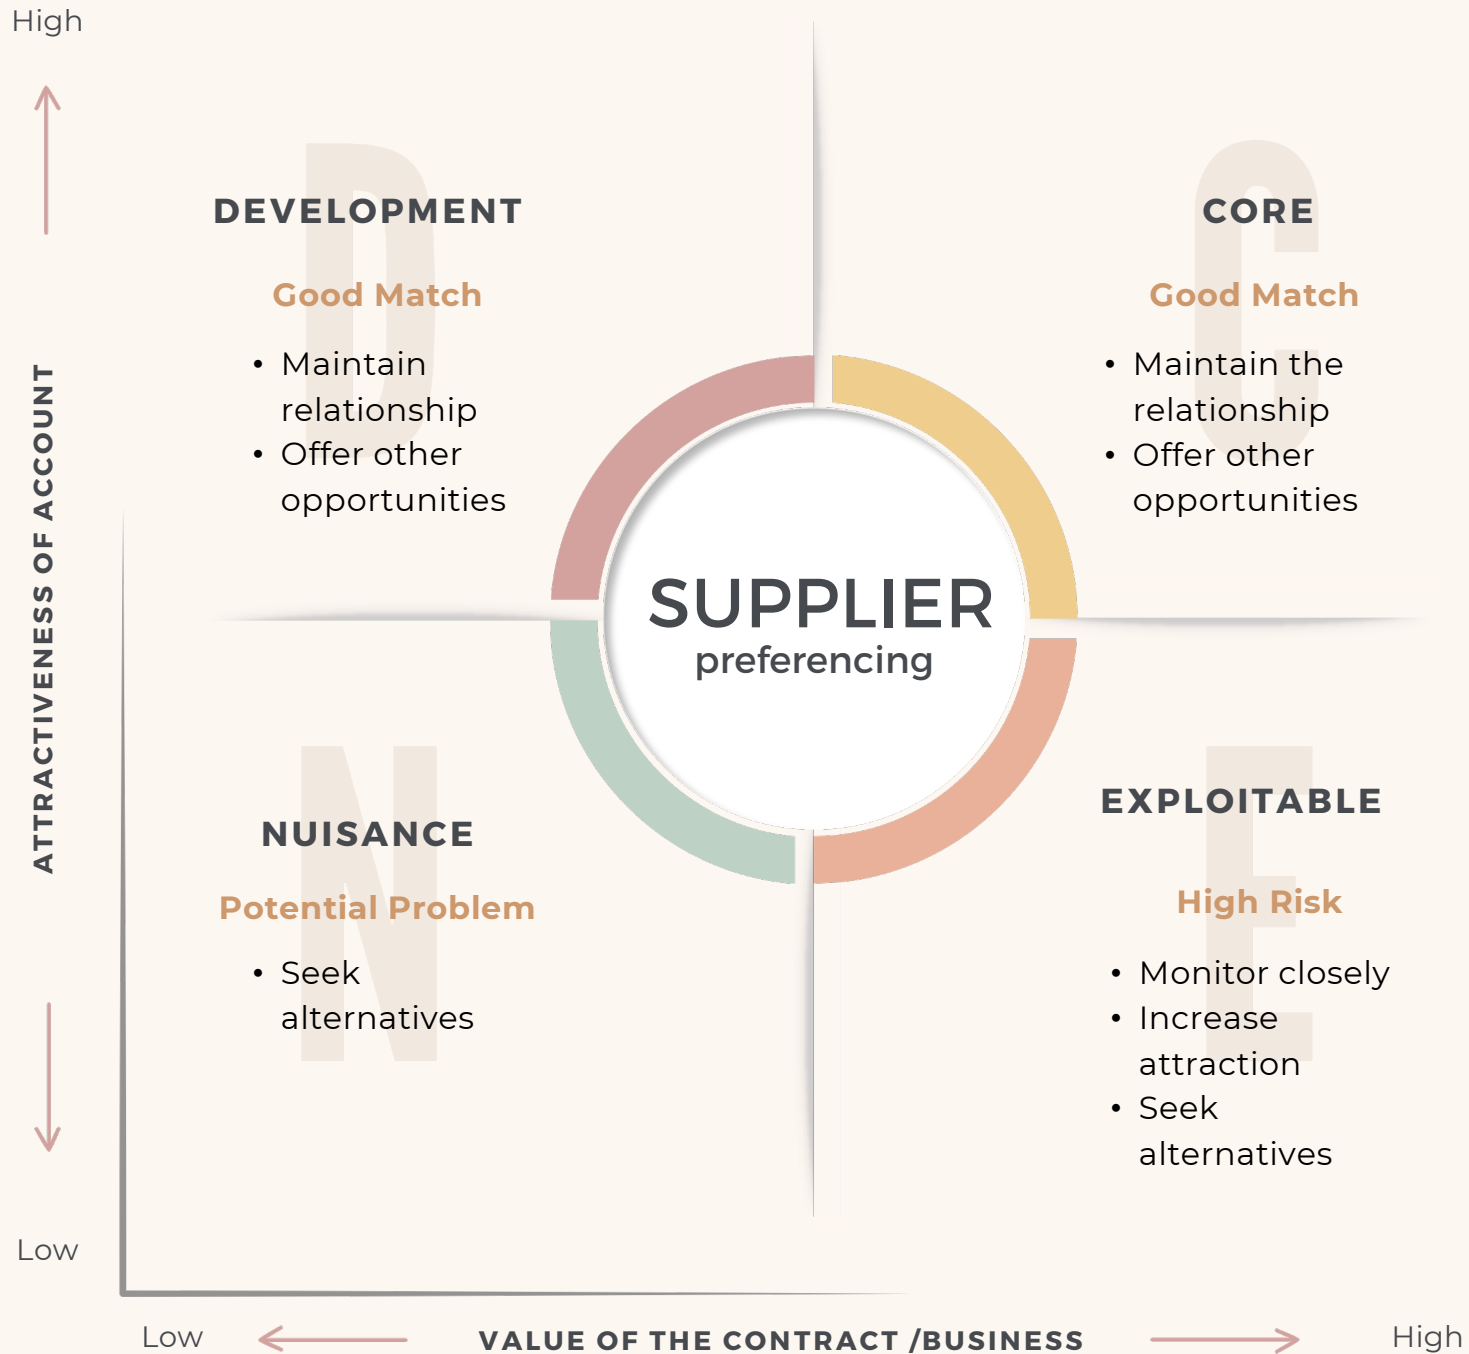 High
D
DEVELOPMENT
Good Match
• Maintain
relationship
• Offer other
opportunities
C
CORE
Good Match
• Maintain the
relationship
• Offer other
opportunities
ATTRACTIVENESS OF ACCOUNT
SUPPLIER
preferencing
N
NUISANCE
Potential Problem
• Seek
alternatives
E
EXPLOITABLE
High Risk
• Monitor closely
• Increase
attraction
• Seek
alternatives
Low
Low
VALUE OF THE CONTRACT /BUSINESS
High